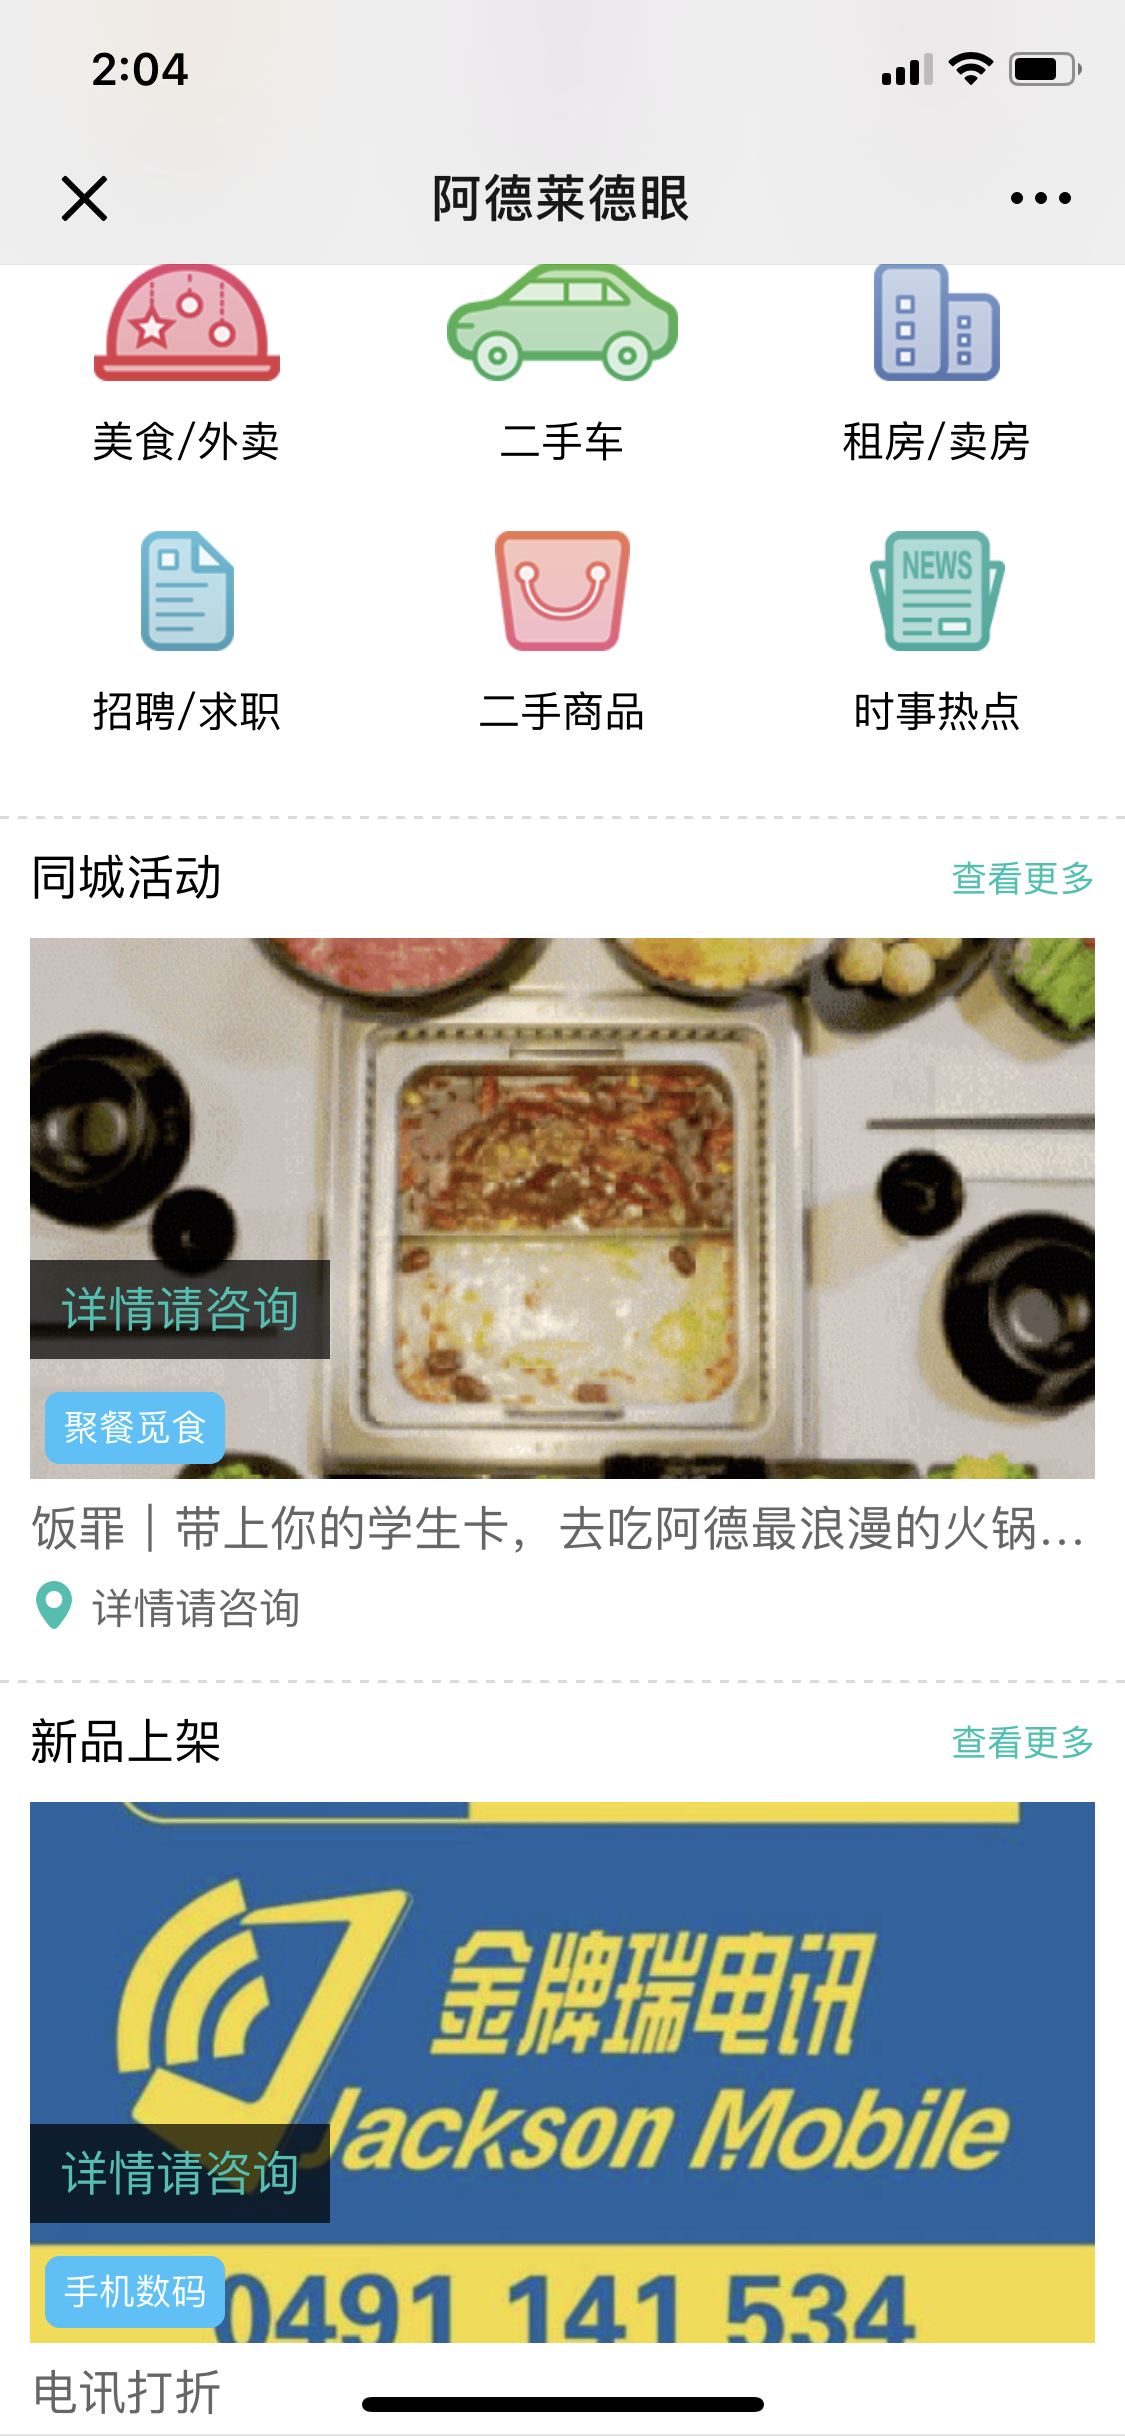 2:04
阿德莱德眼
美食/外卖
二手车
租房/卖房
NEWS
招聘/求职
二手商品
时事热点
同城活动
查看更多
详情请咨询
聚餐觅食
饭罪｜带上你的学生卡，去吃阿德最浪漫的火锅...
详情请咨询
新品上架
查看更多
金牌瑞电讯
Jackson Mobile
详情请咨询
手机数码
0491 141 534
电讯打折